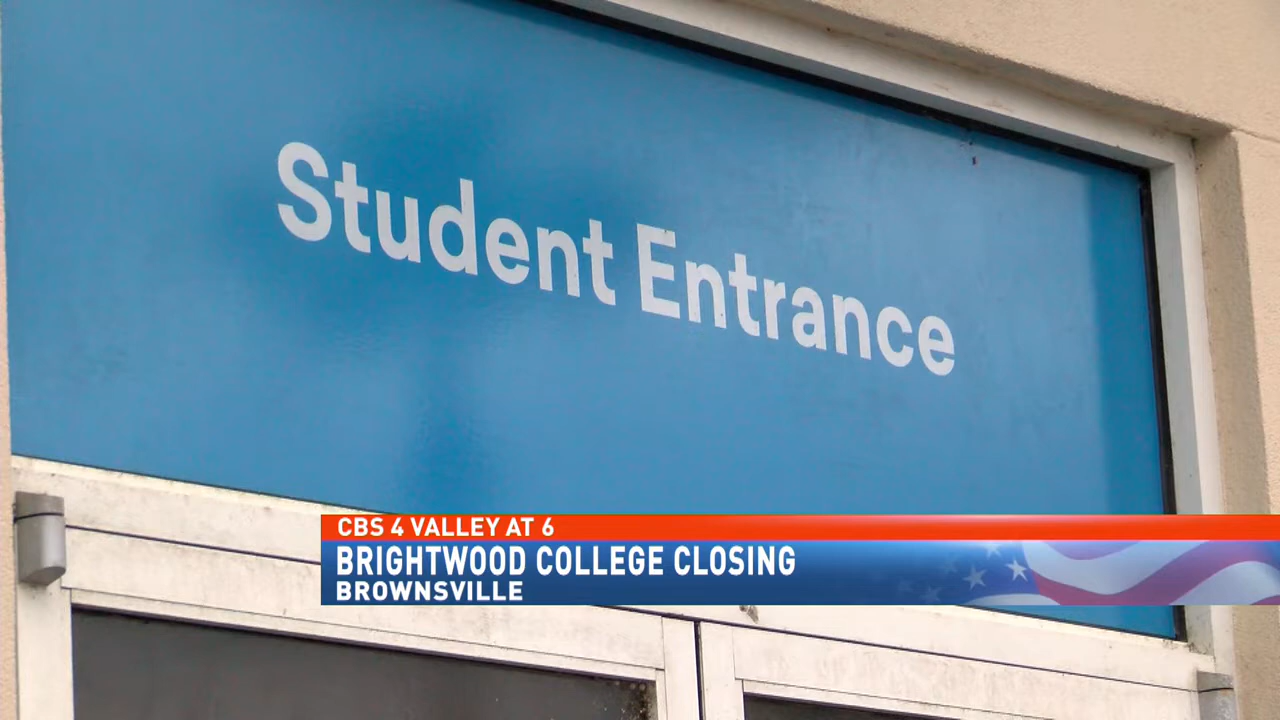 Student Entrance
CBS 4 VALLEY AT 6
BRIGHTWOOD COLLEGE CLOSING
BROWNSVILLE